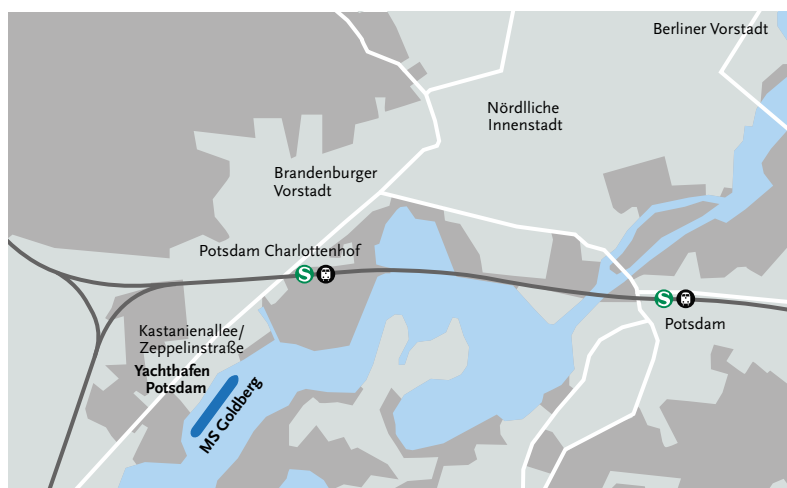 Berliner Vorstadt
Nördlliche
Innenstadt
Brandenburger
Vorstadt
Potsdam Charlottenhof
S
S
Potsdam
Kastanienallee/
Zeppelinstraße
Yachthafen
Potsdam
MS Goldberg